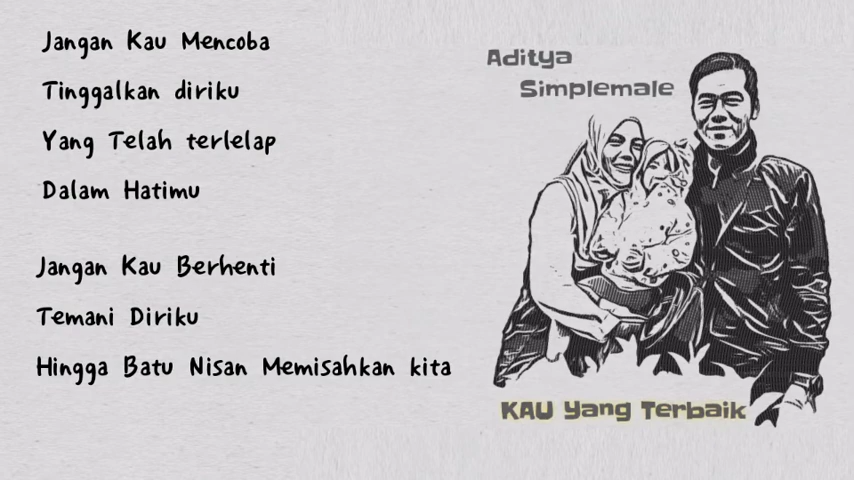 Jangan Kau Mencoba
Tinggalkan diriku
Yang Telah terlelap
Dalam Hatimu
Jangan Kau Berhenti
Temani Diriku
Hingga Batu Nisan Memisahkan kita
Aditya
Simplemale
KAU Yang Terbaik